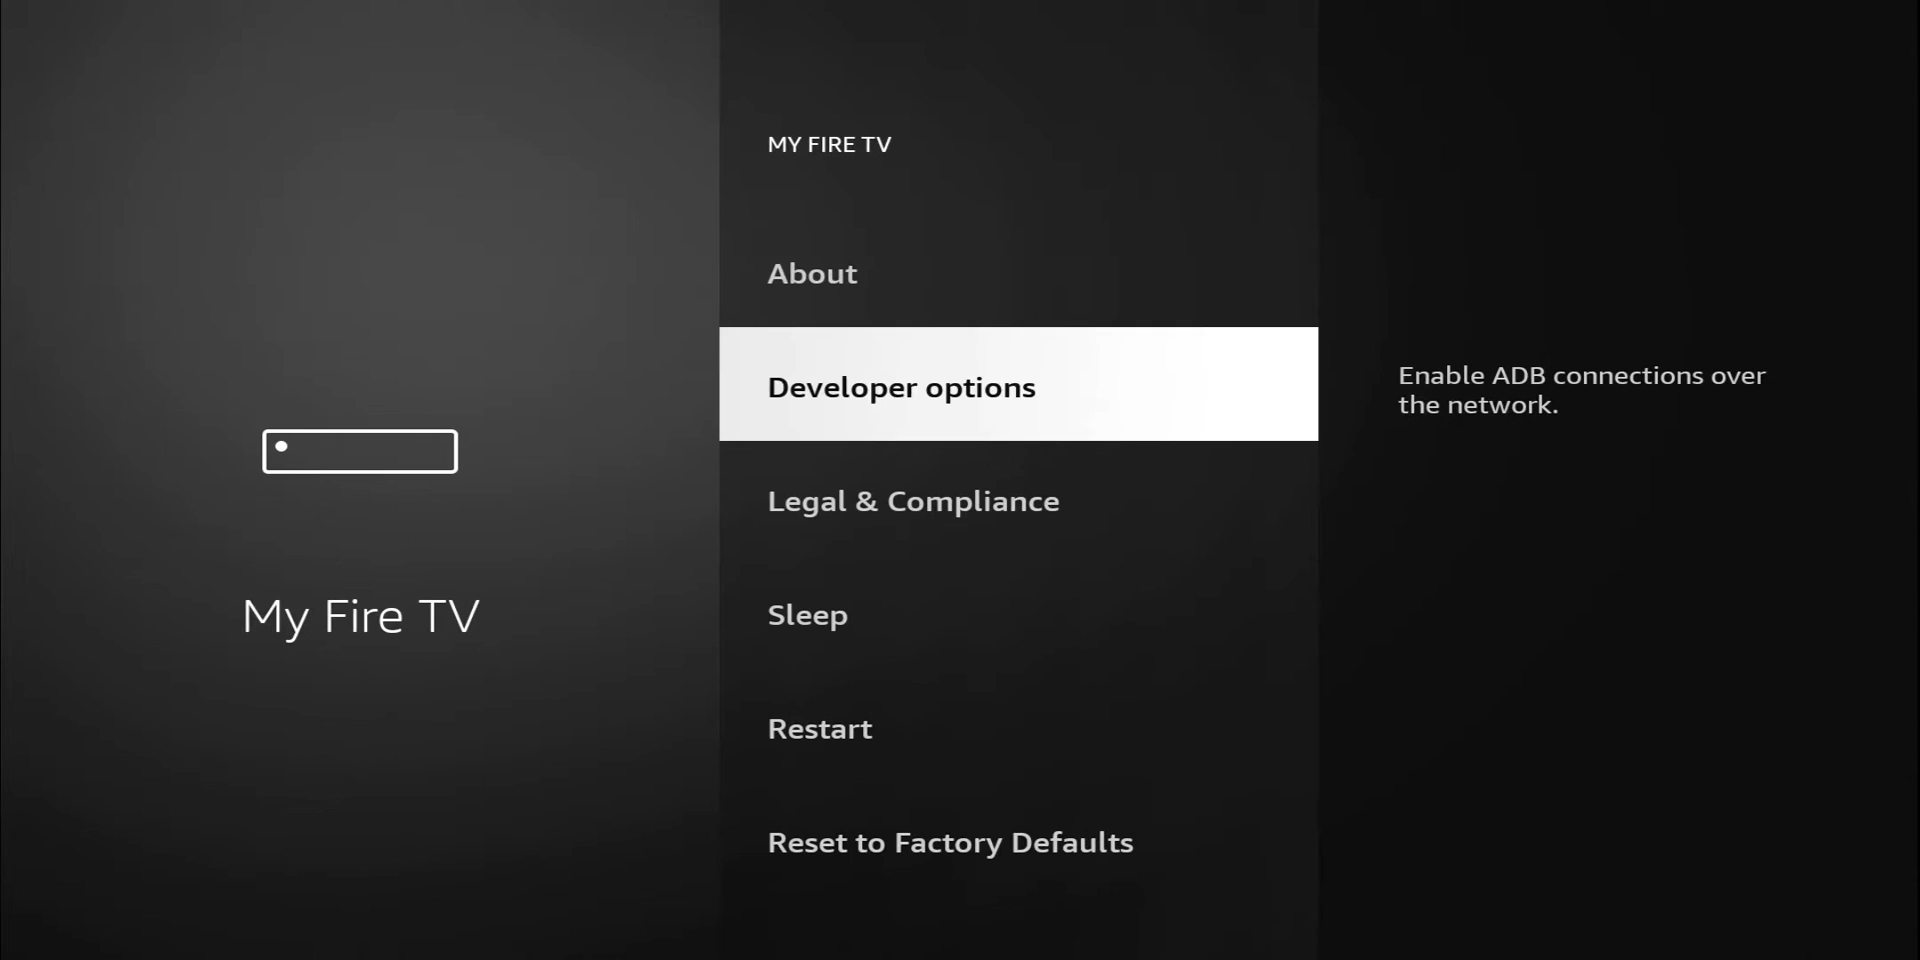 MY FIRE TV
About
Developer options
Legal & Compliance
Sleep
Restart
Reset to Factory Defaults
My Fire TV
Enable ADB connections over
the network.